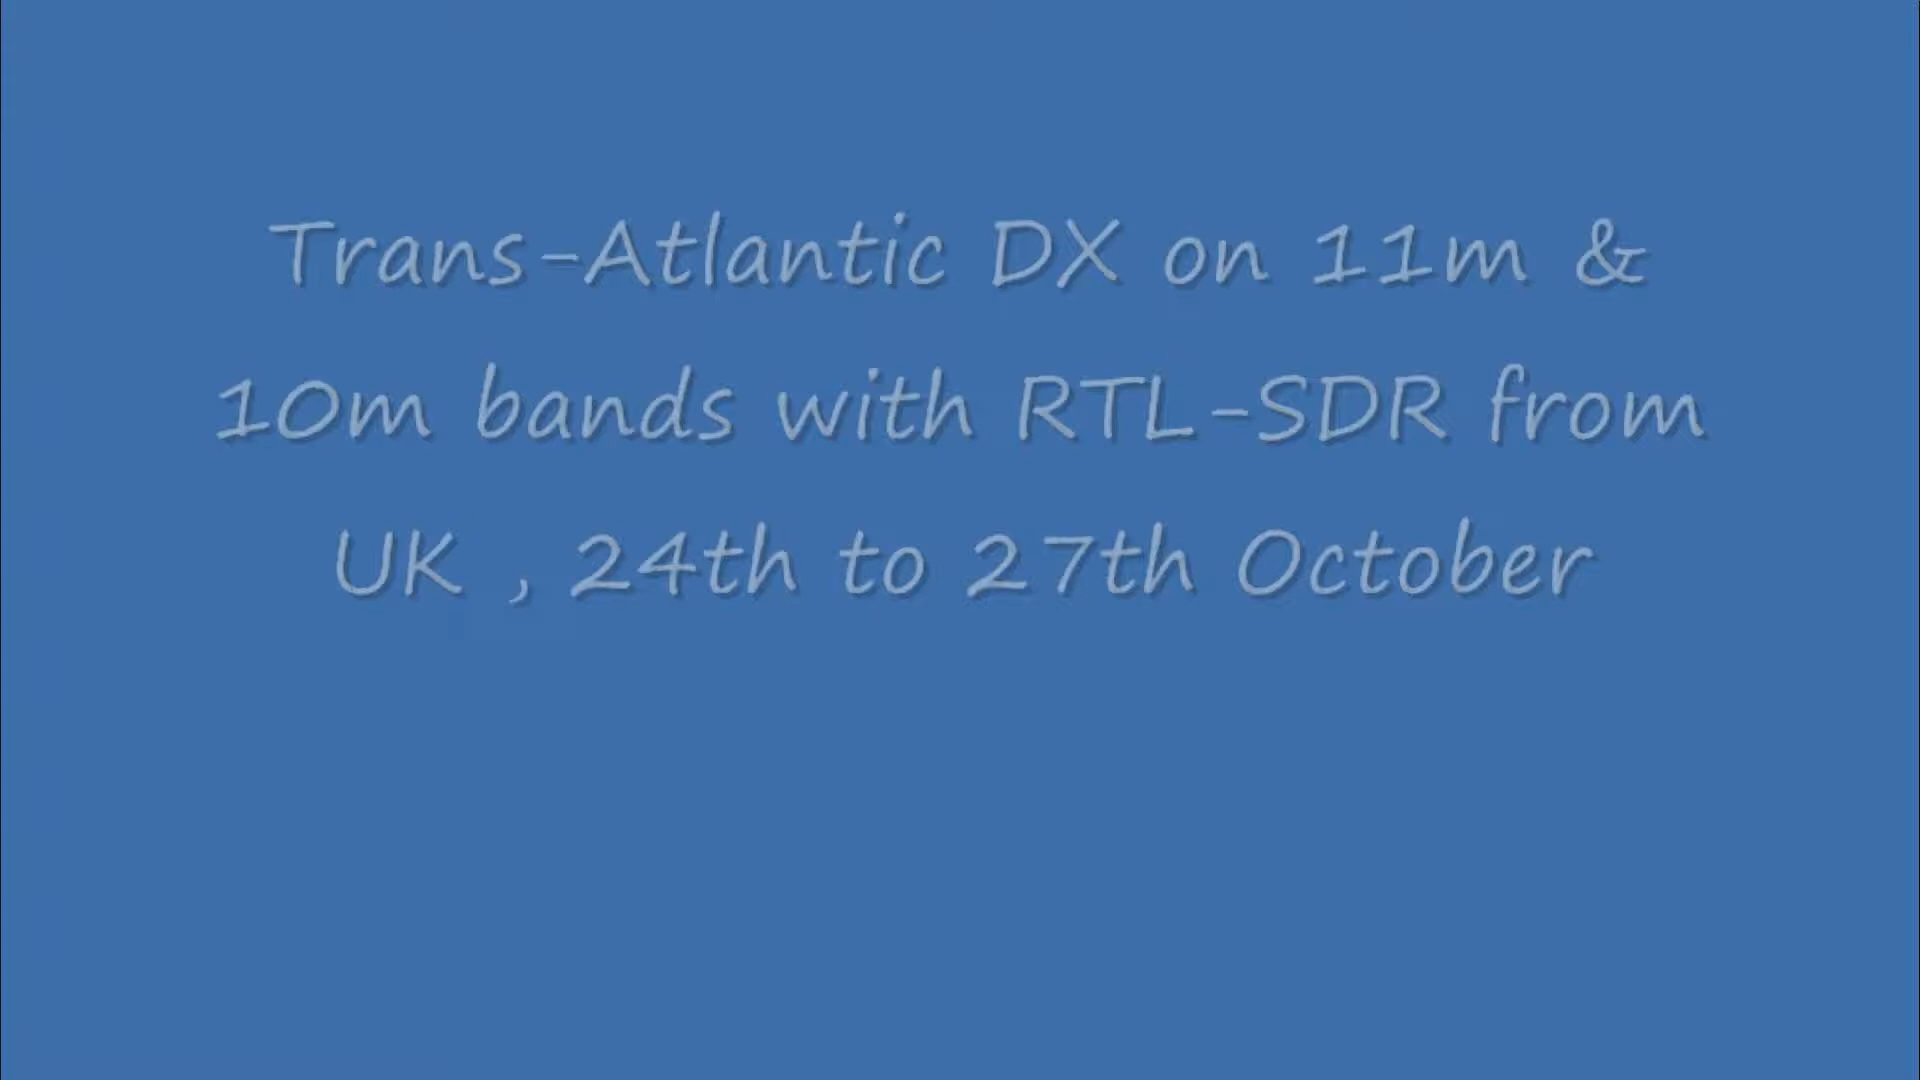 Trans-Atlantic DX on 11m &
10m bands with RTL-SDR from
UK , 24th to 27th October